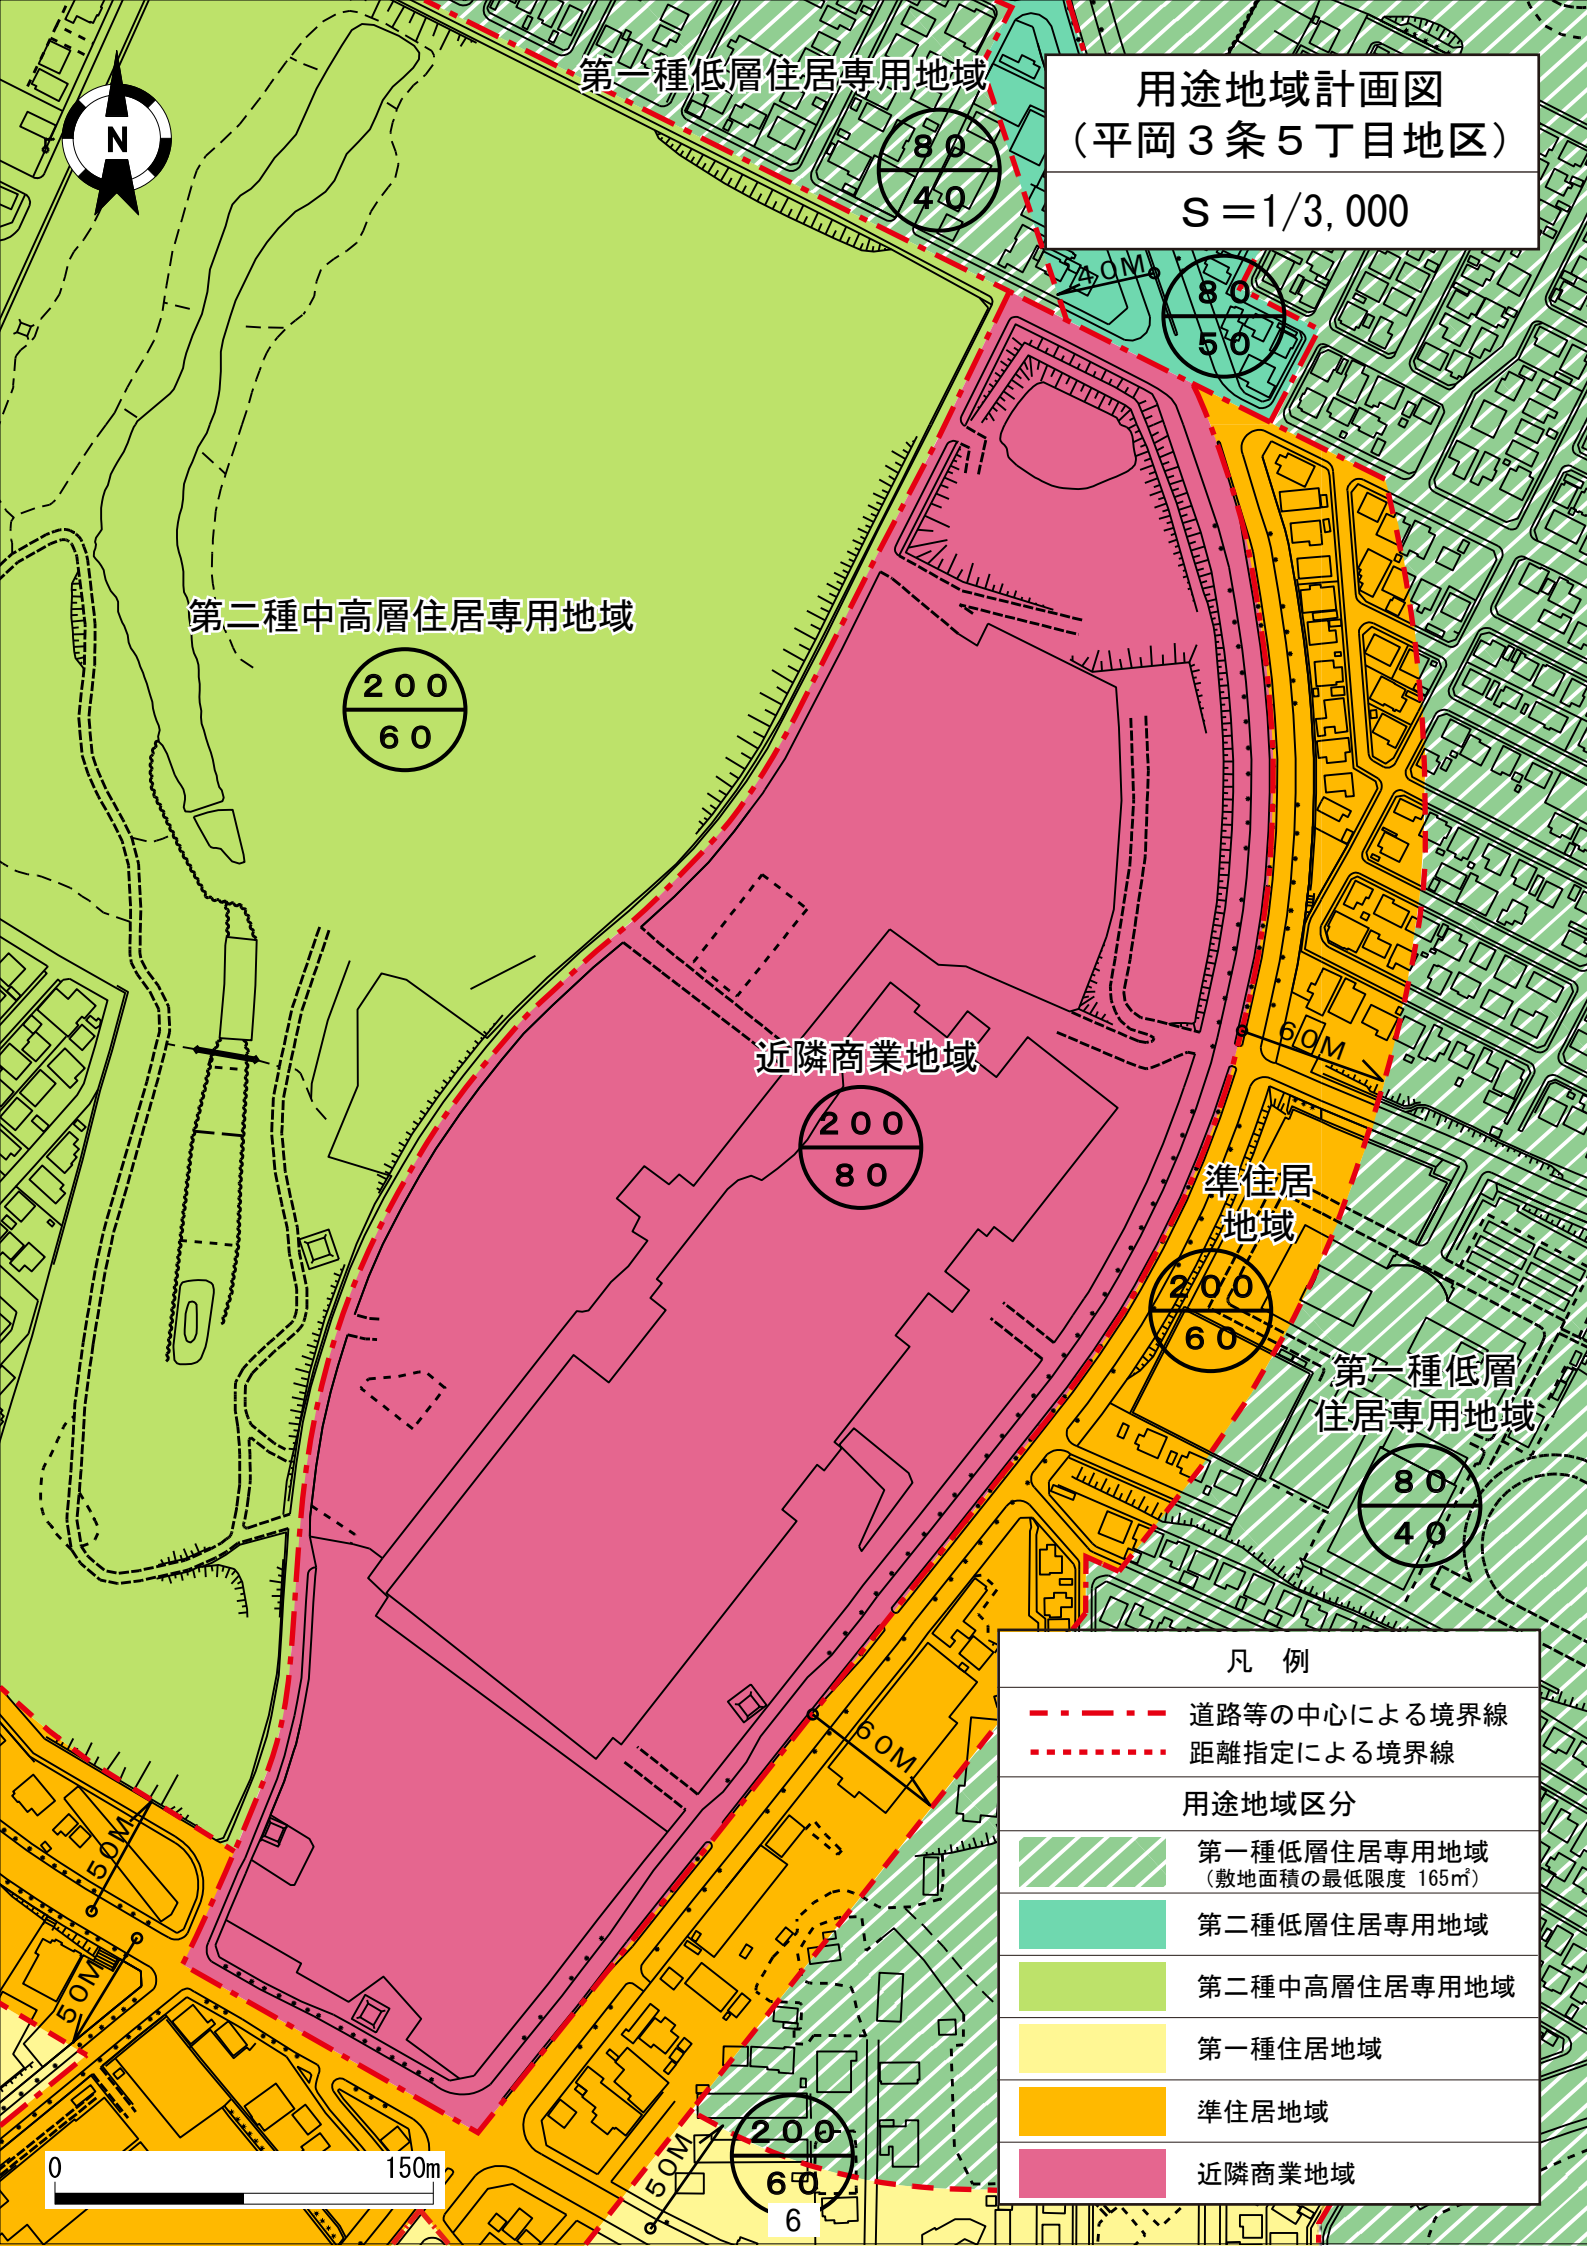 用途地域計画図
（平岡３条５丁目地区）
S＝1/3,000
N
第一種低層住居専用地域
80
40
40M
80
50
第二種中高層住居専用地域
200
60
近隣商業地域
200
80
60M
準住居
地域
200
60
第一種低層
住居専用地域
80
40
60M
50M
50M
50M
200
60
凡　例
道路等の中心による境界線
距離指定による境界線
用途地域区分
第一種低層住居専用地域
（敷地面積の最低限度 165㎡）
第二種低層住居専用地域
第二種中高層住居専用地域
第一種住居地域
準住居地域
近隣商業地域
0 150m
6